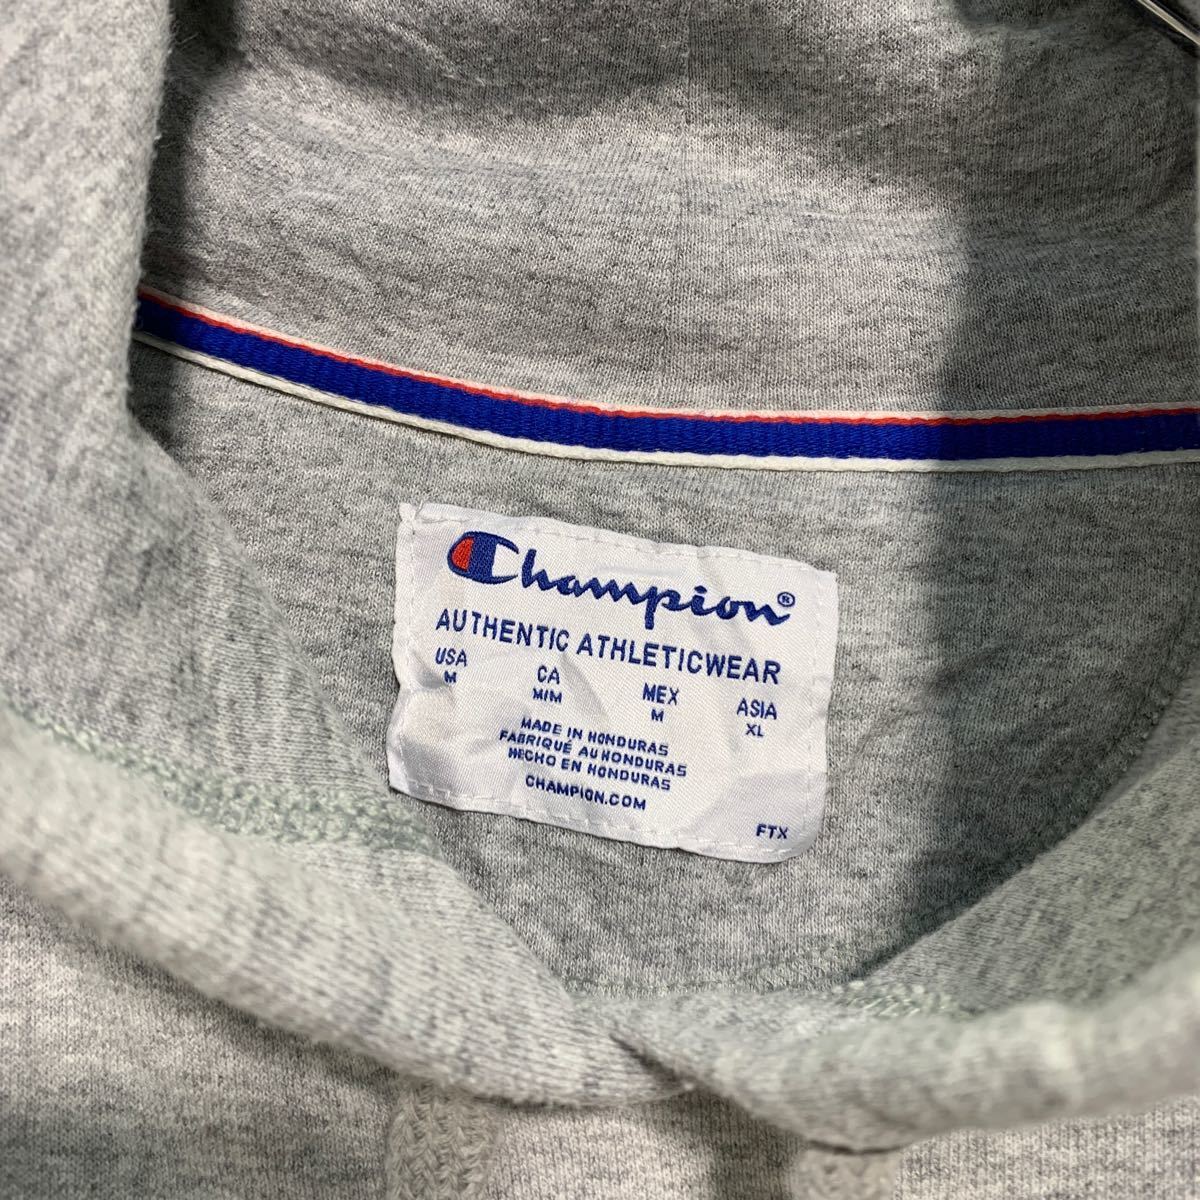 Champion®
AUTHENTIC ATHLETICWEAR
USA CA MEX ASIA
M M/M M XL
MADE IN HONDURAS
FABRIQUÉ AU HONDURAS
HECHO EN HONDURAS
CHAMPION.COM
FTX